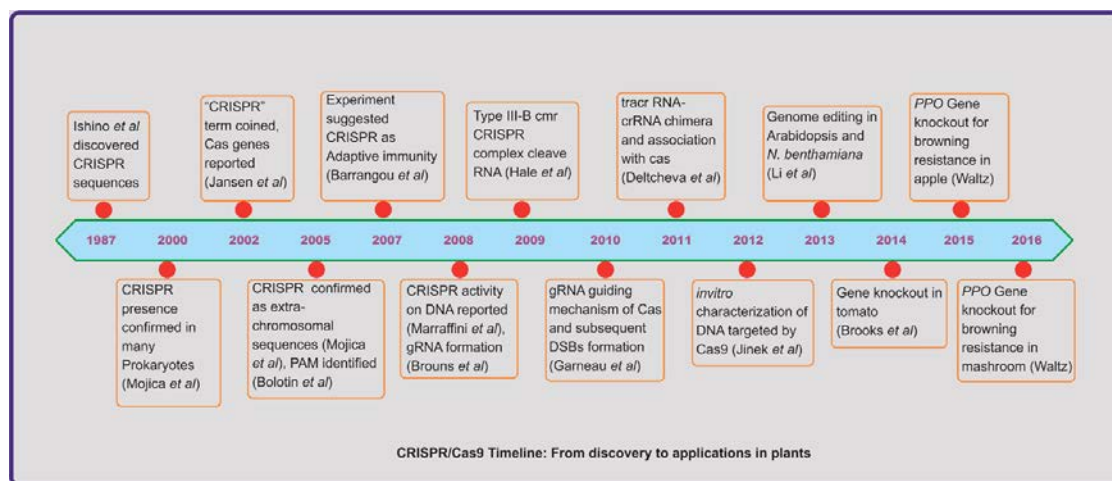 Ishino et al
discovered
CRISPR
sequences
“CRISPR”
term coined,
Cas genes
reported
(Jansen et al)
Experiment
suggested
CRISPR as
Adaptive immunity
(Barrangou et al)
Type III-B cmr
CRISPR
complex cleave
RNA (Hale et al)
tracr RNA-
crRNA chimera
and association
with cas
(Deltcheva et al)
Genome editing in
Arabidopsis and
N. benthamiana
(Li et al)
PPO Gene
knockout for
browning
resistance in
apple (Waltz)
1987 2000 2002 2005 2007 2008 2009 2010 2011 2012 2013 2014 2015 2016
CRISPR
presence
confirmed in
many
Prokaryotes
(Mojica et al)
CRISPR confirmed
as extra-
chromosomal
sequences (Mojica
et al), PAM identified
(Bolotin et al)
CRISPR activity
on DNA reported
(Marraffini et al),
gRNA formation
(Brouns et al)
gRNA guiding
mechanism of Cas
and subsequent
DSBs formation
(Garneau et al)
invitro
characterization of
DNA targeted by
Cas9 (Jinek et al)
Gene knockout in
tomato
(Brooks et al)
PPO Gene
knockout for
browning
resistance in
mashroom (Waltz)
CRISPR/Cas9 Timeline: From discovery to applications in plants